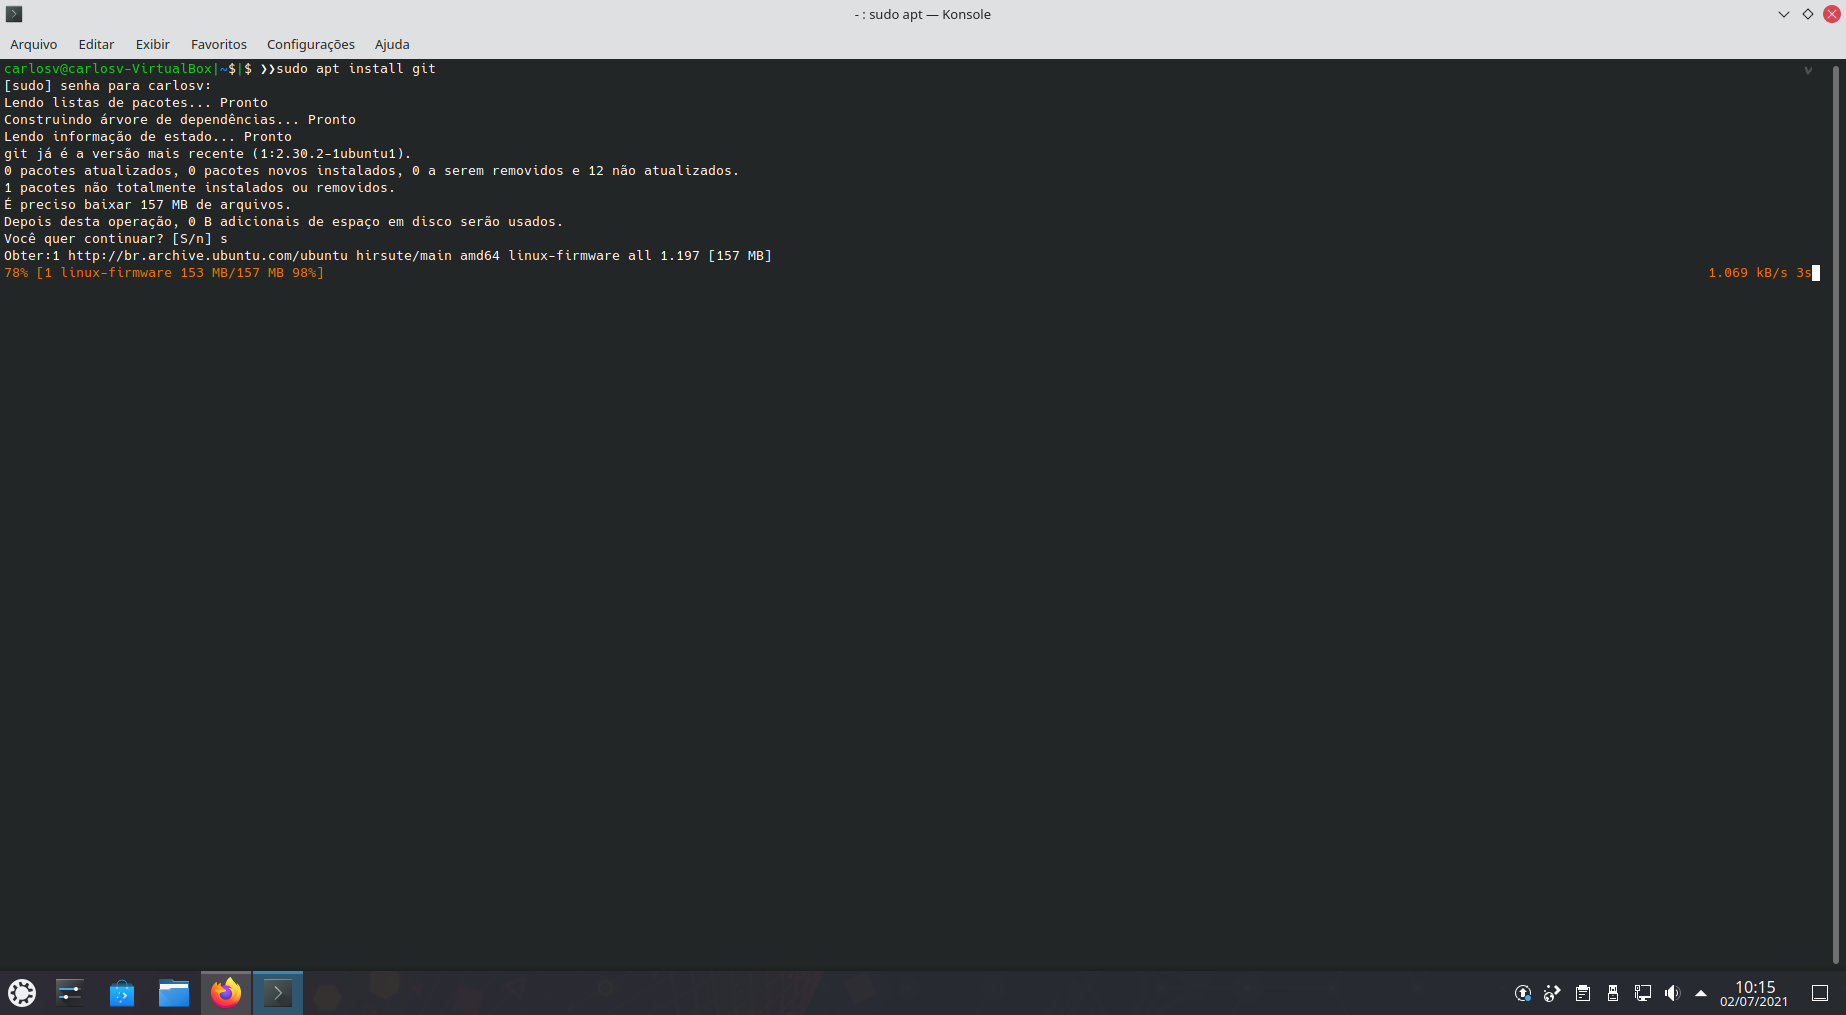 - : sudo apt — Konsole
Arquivo Editar Exibir Favoritos Configurações Ajuda
carlosv@carlosv-VirtualBox|~$|$ ❯❯sudo apt install git
[sudo] senha para carlosv:
Lendo listas de pacotes... Pronto
Construindo árvore de dependências... Pronto
Lendo informação de estado... Pronto
git já é a versão mais recente (1:2.30.2-1ubuntu1).
0 pacotes atualizados, 0 pacotes novos instalados, 0 a serem removidos e 12 não atualizados.
1 pacotes não totalmente instalados ou removidos.
É preciso baixar 157 MB de arquivos.
Depois desta operação, 0 B adicionais de espaço em disco serão usados.
Você quer continuar? [S/n] s
Obter:1 http://br.archive.ubuntu.com/ubuntu hirsute/main amd64 linux-firmware all 1.197 [157 MB]
78% [1 linux-firmware 153 MB/157 MB 98%] 1.069 kB/s 3s
10:15
02/07/2021